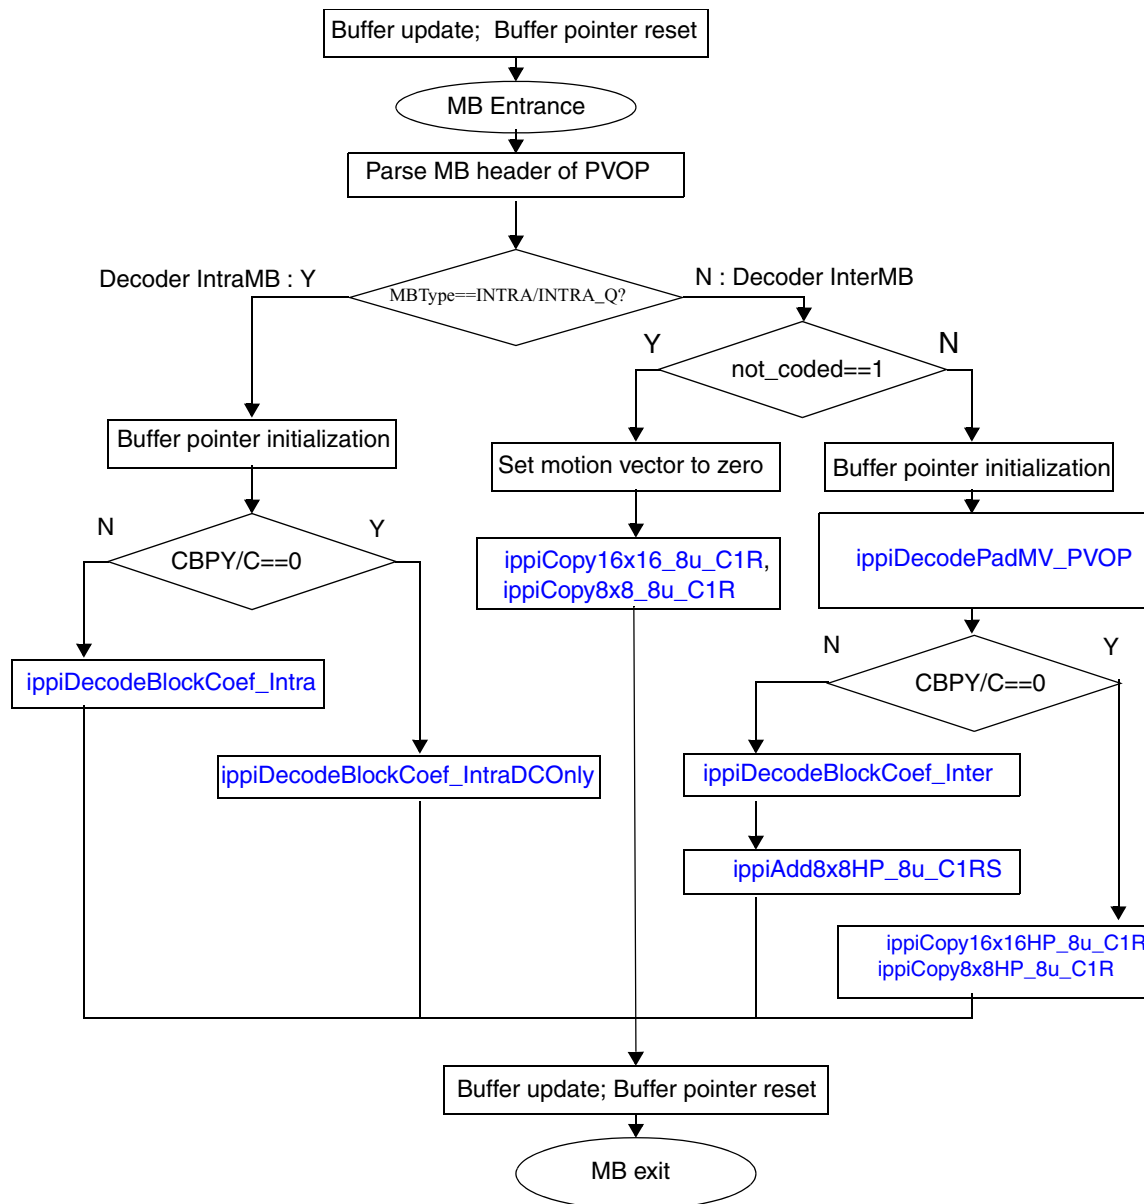 Buffer update;  Buffer pointer reset
MB Entrance
Parse MB header of PVOP
Decoder IntraMB : Y
N : Decoder InterMB
MBType==INTRA/INTRA_Q?
Y
N
not_coded==1
Buffer pointer initialization
Set motion vector to zero
Buffer pointer initialization
N
Y
CBPY/C==0
ippiCopy16x16_8u_C1R,
ippiCopy8x8_8u_C1R
ippiDecodePadMV_PVOP
N
Y
CBPY/C==0
ippiDecodeBlockCoef_Intra
ippiDecodeBlockCoef_IntraDCOnly
ippiDecodeBlockCoef_Inter
ippiAdd8x8HP_8u_C1RS
ippiCopy16x16HP_8u_C1R
ippiCopy8x8HP_8u_C1R
Buffer update; Buffer pointer reset
MB exit